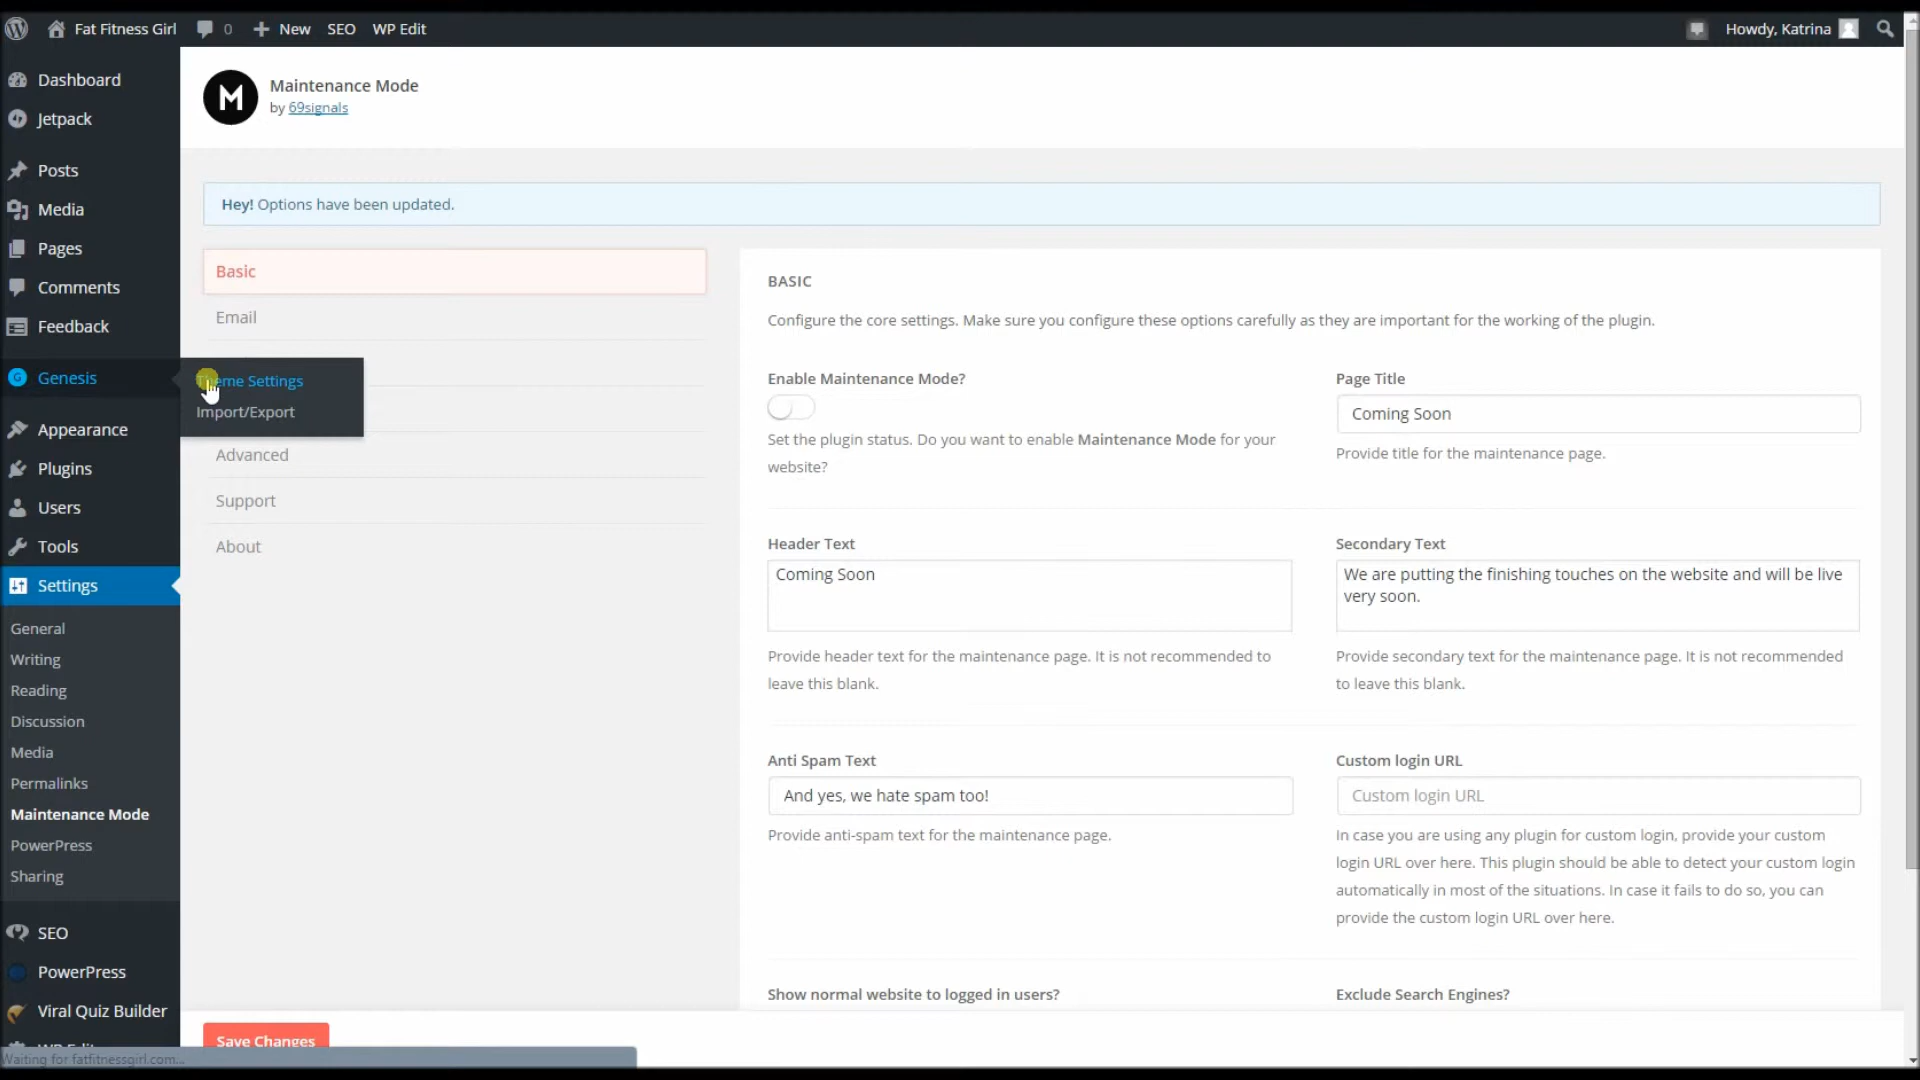 Fat Fitness Girl 0 New SEO WP Edit Howdy, Katrina
Dashboard
Jetpack
Posts
Media
Pages
Comments
Feedback
Genesis
Theme Settings
Import/Export
Appearance
Plugins
Users
Tools
Settings
General
Writing
Reading
Discussion
Media
Permalinks
Maintenance Mode
PowerPress
Sharing
SEO
PowerPress
Viral Quiz Builder
WP Edit
Waiting for fatfitnessgirl.com...
M
Maintenance Mode
by 69signals
Hey! Options have been updated.
Basic
Email
Advanced
Support
About
BASIC
Configure the core settings. Make sure you configure these options carefully as they are important for the working of the plugin.
Enable Maintenance Mode?
Set the plugin status. Do you want to enable Maintenance Mode for your
website?
Page Title
Coming Soon
Provide title for the maintenance page.
Header Text
Coming Soon
Provide header text for the maintenance page. It is not recommended to
leave this blank.
Secondary Text
We are putting the finishing touches on the website and will be live
very soon.
Provide secondary text for the maintenance page. It is not recommended
to leave this blank.
Anti Spam Text
And yes, we hate spam too!
Provide anti-spam text for the maintenance page.
Custom login URL
Custom login URL
In case you are using any plugin for custom login, provide your custom
login URL over here. This plugin should be able to detect your custom login
automatically in most of the situations. In case it fails to do so, you can
provide the custom login URL over here.
Show normal website to logged in users?
Exclude Search Engines?
Save Changes